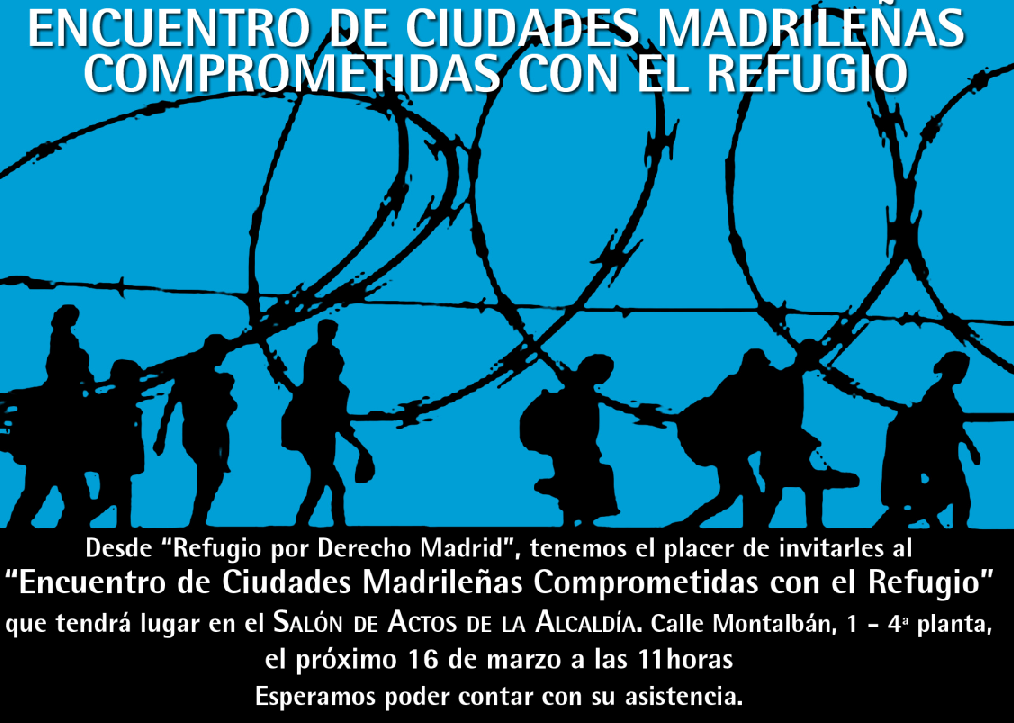 ENCUENTRO DE CIUDADES MADRILEÑAS
COMPROMETIDAS CON EL REFUGIO
Desde “Refugio por Derecho Madrid”, tenemos el placer de invitarles al
“Encuentro de Ciudades Madrileñas Comprometidas con el Refugio”
que tendrá lugar en el SALÓN DE ACTOS DE LA ALCALDÍA. Calle Montalbán, 1 – 4ª planta,
el próximo 16 de marzo a las 11horas
Esperamos poder contar con su asistencia.